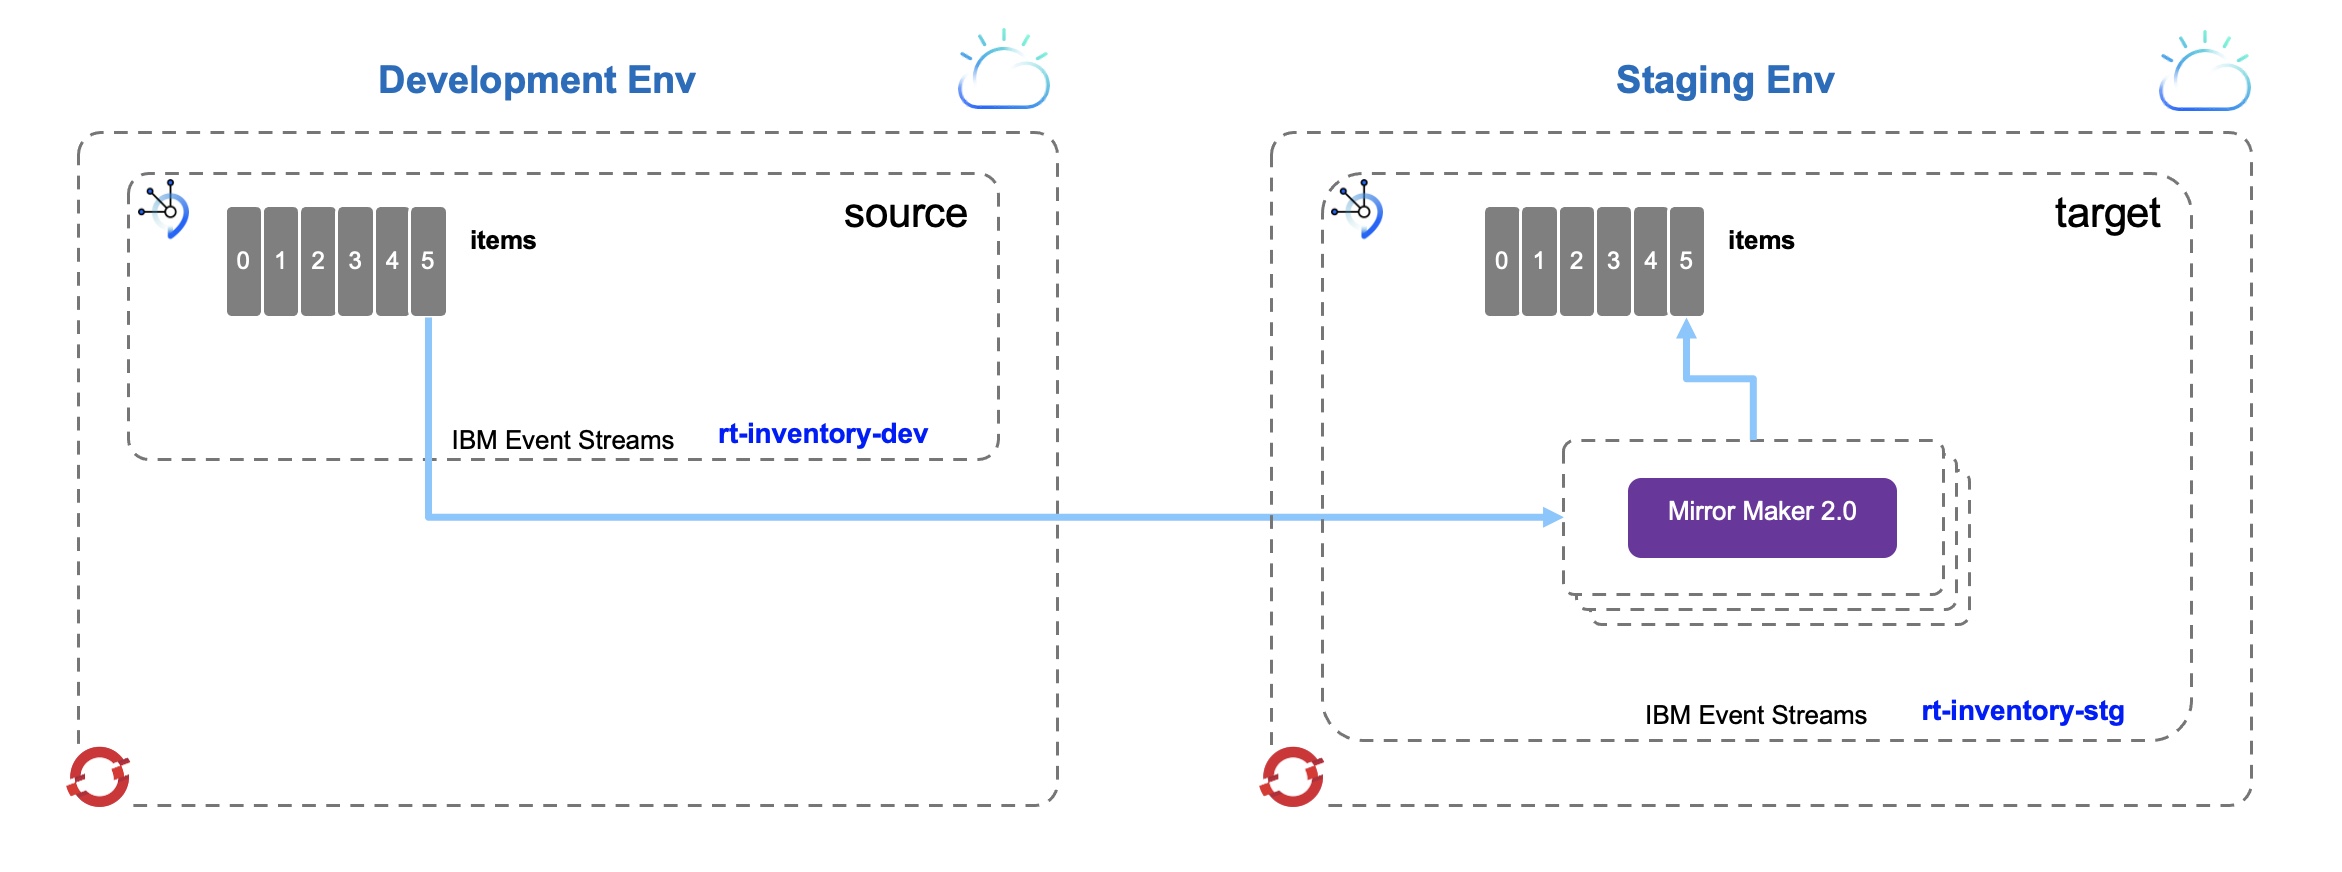 Development Env
source
items
0 1 2 3 4 5
IBM Event Streams rt-inventory-dev
Staging Env
target
items
0 1 2 3 4 5
Mirror Maker 2.0
IBM Event Streams rt-inventory-stg